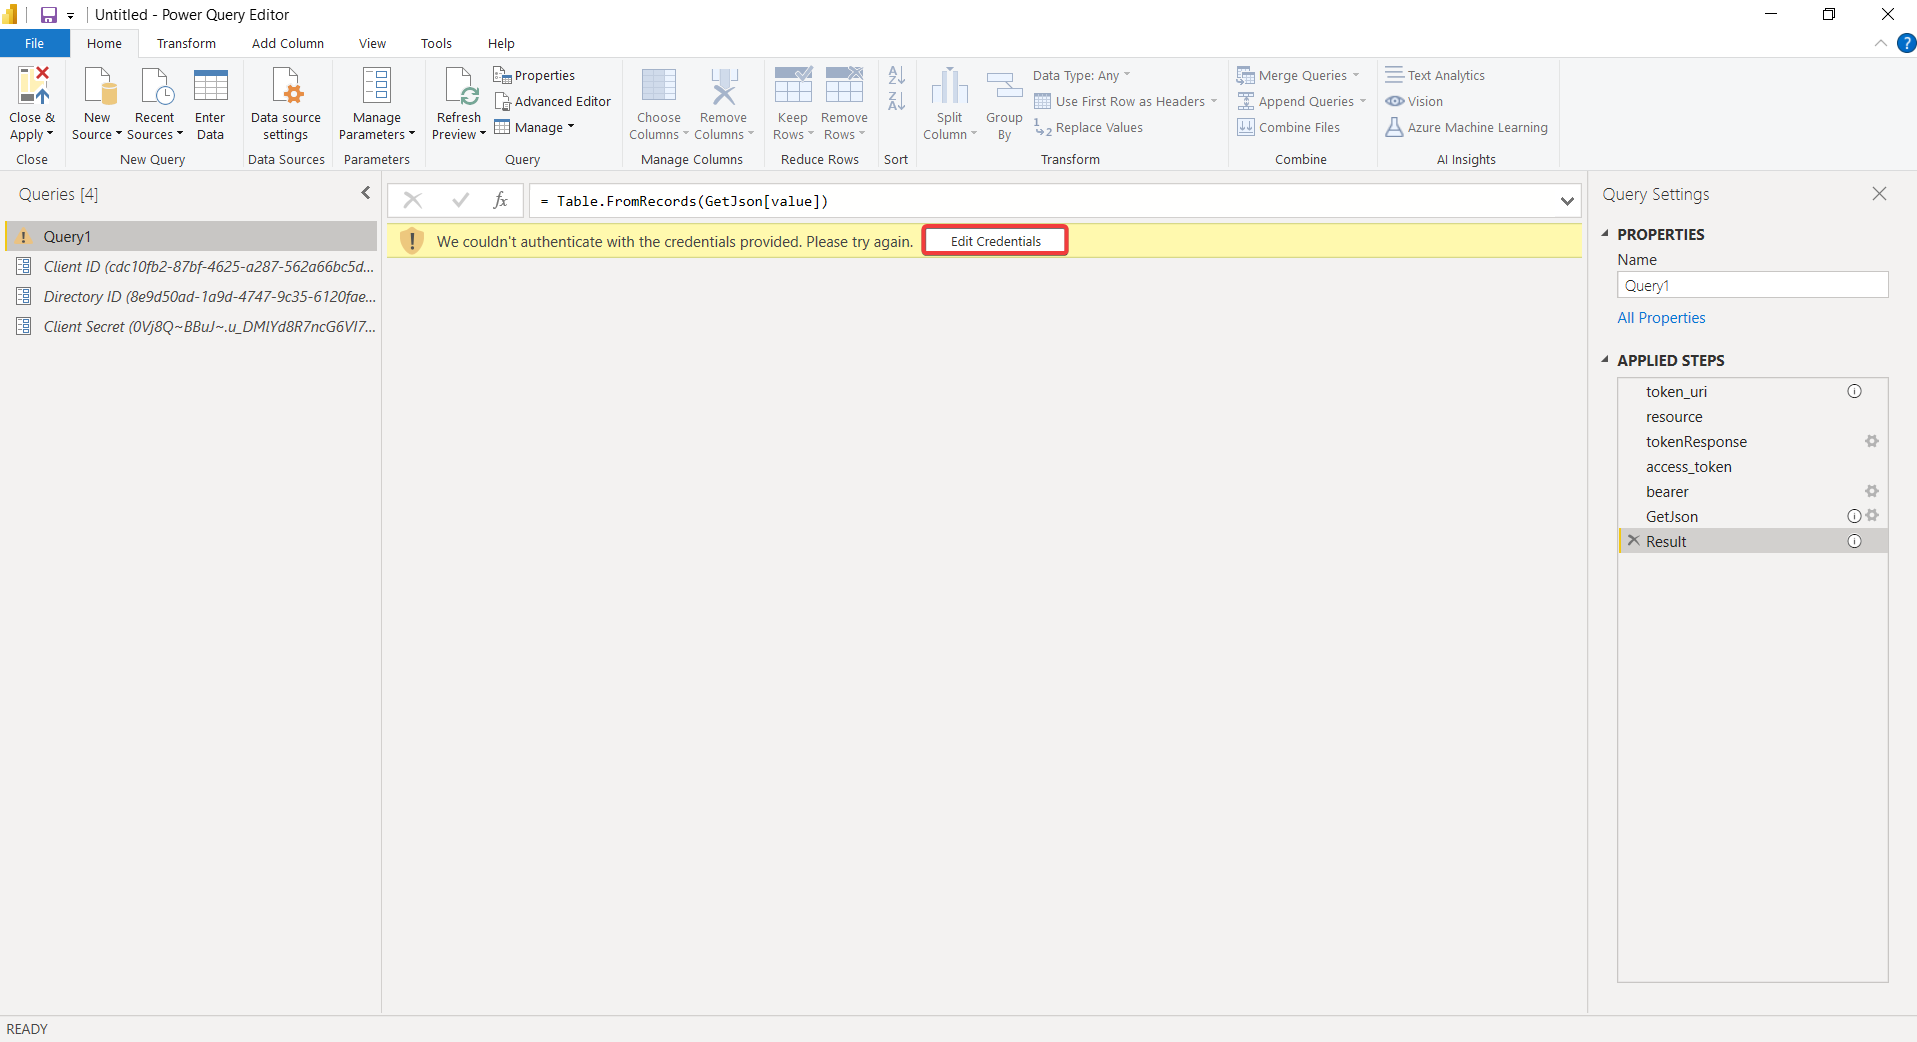 Untitled - Power Query Editor
File Home Transform Add Column View Tools Help
Close & Apply
Close
New Source
Recent Sources
Enter Data
New Query
Data source settings
Data Sources
Manage Parameters
Parameters
Refresh Preview
Properties
Advanced Editor
Manage
Query
Choose Columns
Remove Columns
Manage Columns
Keep Rows
Remove Rows
Reduce Rows
Sort
Split Column
Group By
Data Type: Any
Use First Row as Headers
Replace Values
Transform
Merge Queries
Append Queries
Combine Files
Combine
Text Analytics
Vision
Azure Machine Learning
AI Insights
Queries [4]
Query1
Client ID (cdc10fb2-87bf-4625-a287-562a66bc5d...
Directory ID (8e9d50ad-1a9d-4747-9c35-6120fae...
Client Secret (0Vj8Q~BBuJ~.u_DMlYd8R7ncG6VI7...
fx = Table.FromRecords(GetJson[value])
We couldn't authenticate with the credentials provided. Please try again. Edit Credentials
Query Settings
PROPERTIES
Name
Query1
All Properties
APPLIED STEPS
token_uri
resource
tokenResponse
access_token
bearer
GetJson
Result
READY